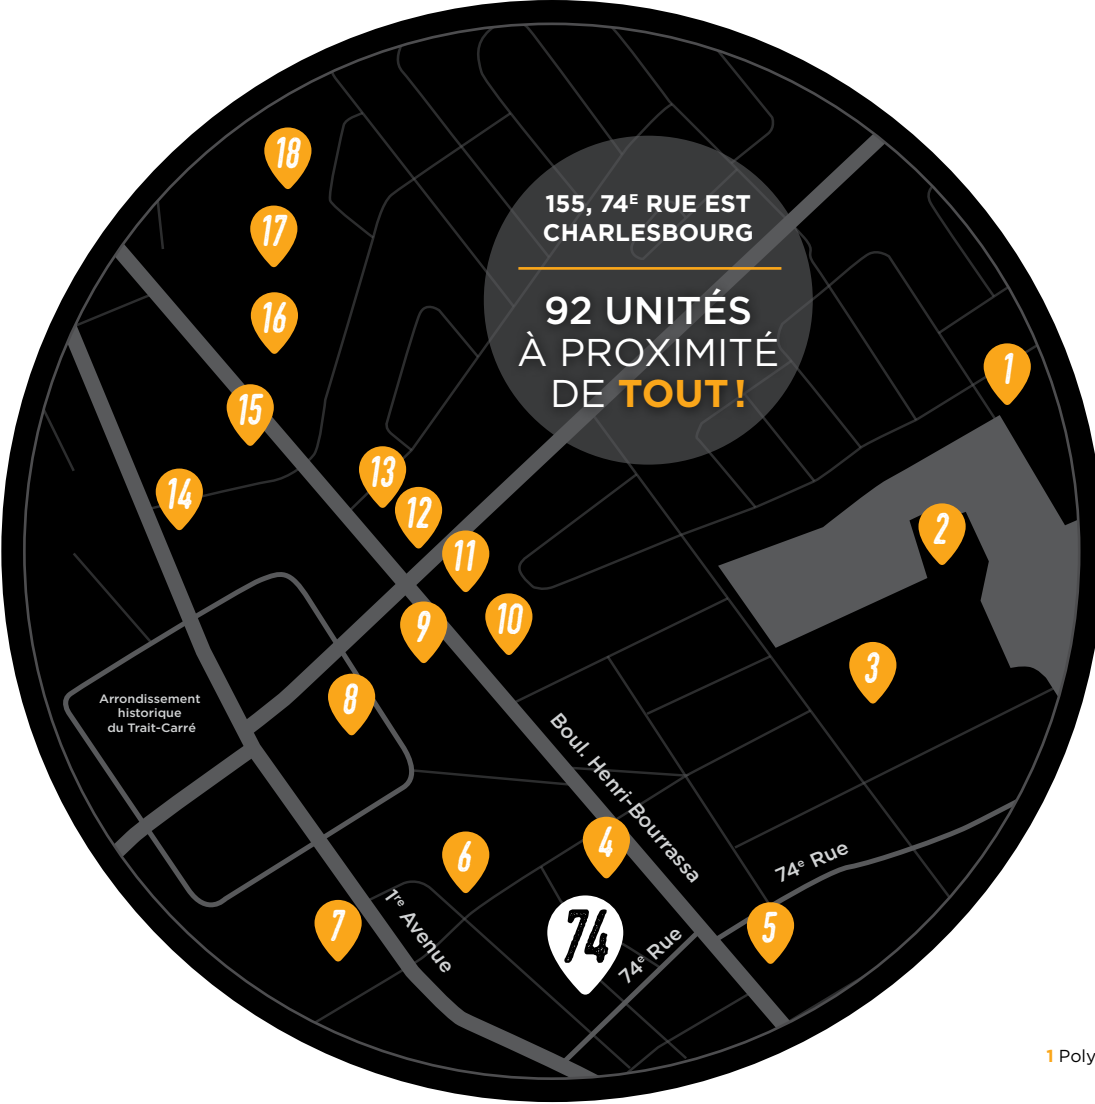 18
155, 74E RUE EST
CHARLESBOURG
17
92 UNITÉS
16
À PROXIMITÉ
1
DE TOUT !
15
13
14
12
2
11
10
9
3
8
Arrondissement
historique
du Trait-Carré
Boul. Henri-Bourrassa
4
6
74e Rue
7
1re Avenue
74
74e Rue
5
1 Poly